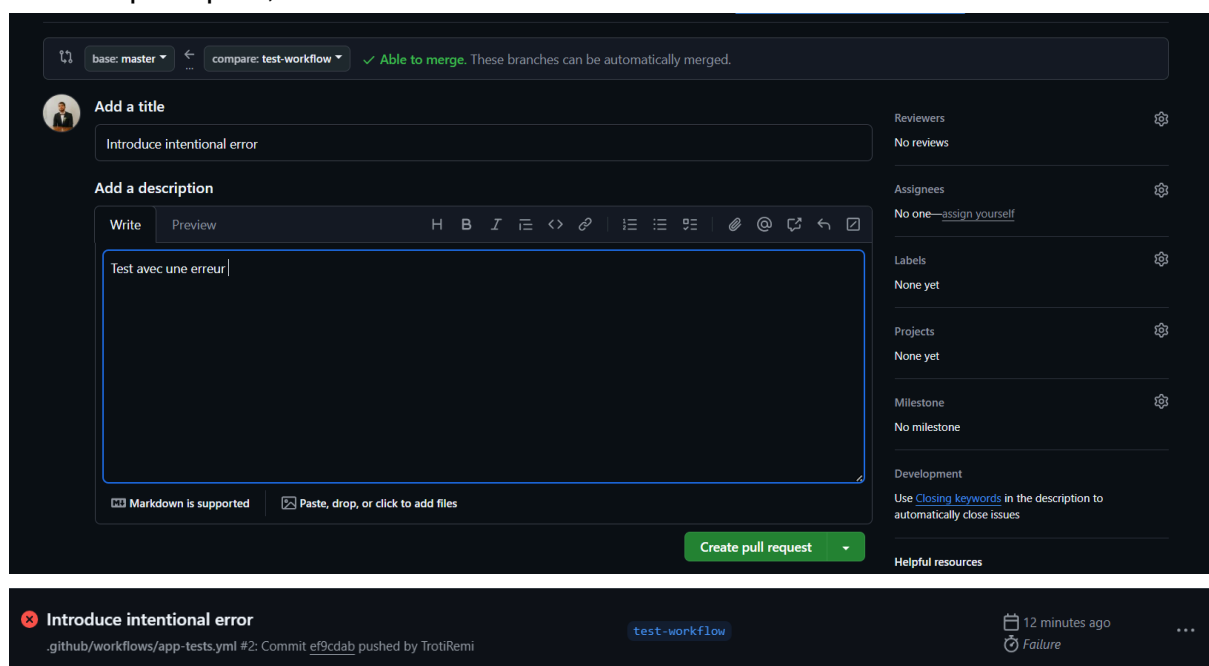 base: master
compare: test-workflow
Able to merge. These branches can be automatically merged.
Add a title
Introduce intentional error
Add a description
Write Preview
Test avec une erreur
Markdown is supported
Paste, drop, or click to add files
Create pull request
Reviewers
No reviews
Assignees
No one—assign yourself
Labels
None yet
Projects
None yet
Milestone
No milestone
Development
Use Closing keywords in the description to
automatically close issues
Helpful resources
Introduce intentional error
.github/workflows/app-tests.yml #2: Commit ef9cdab pushed by TrotiRemi
test-workflow
12 minutes ago
Failure